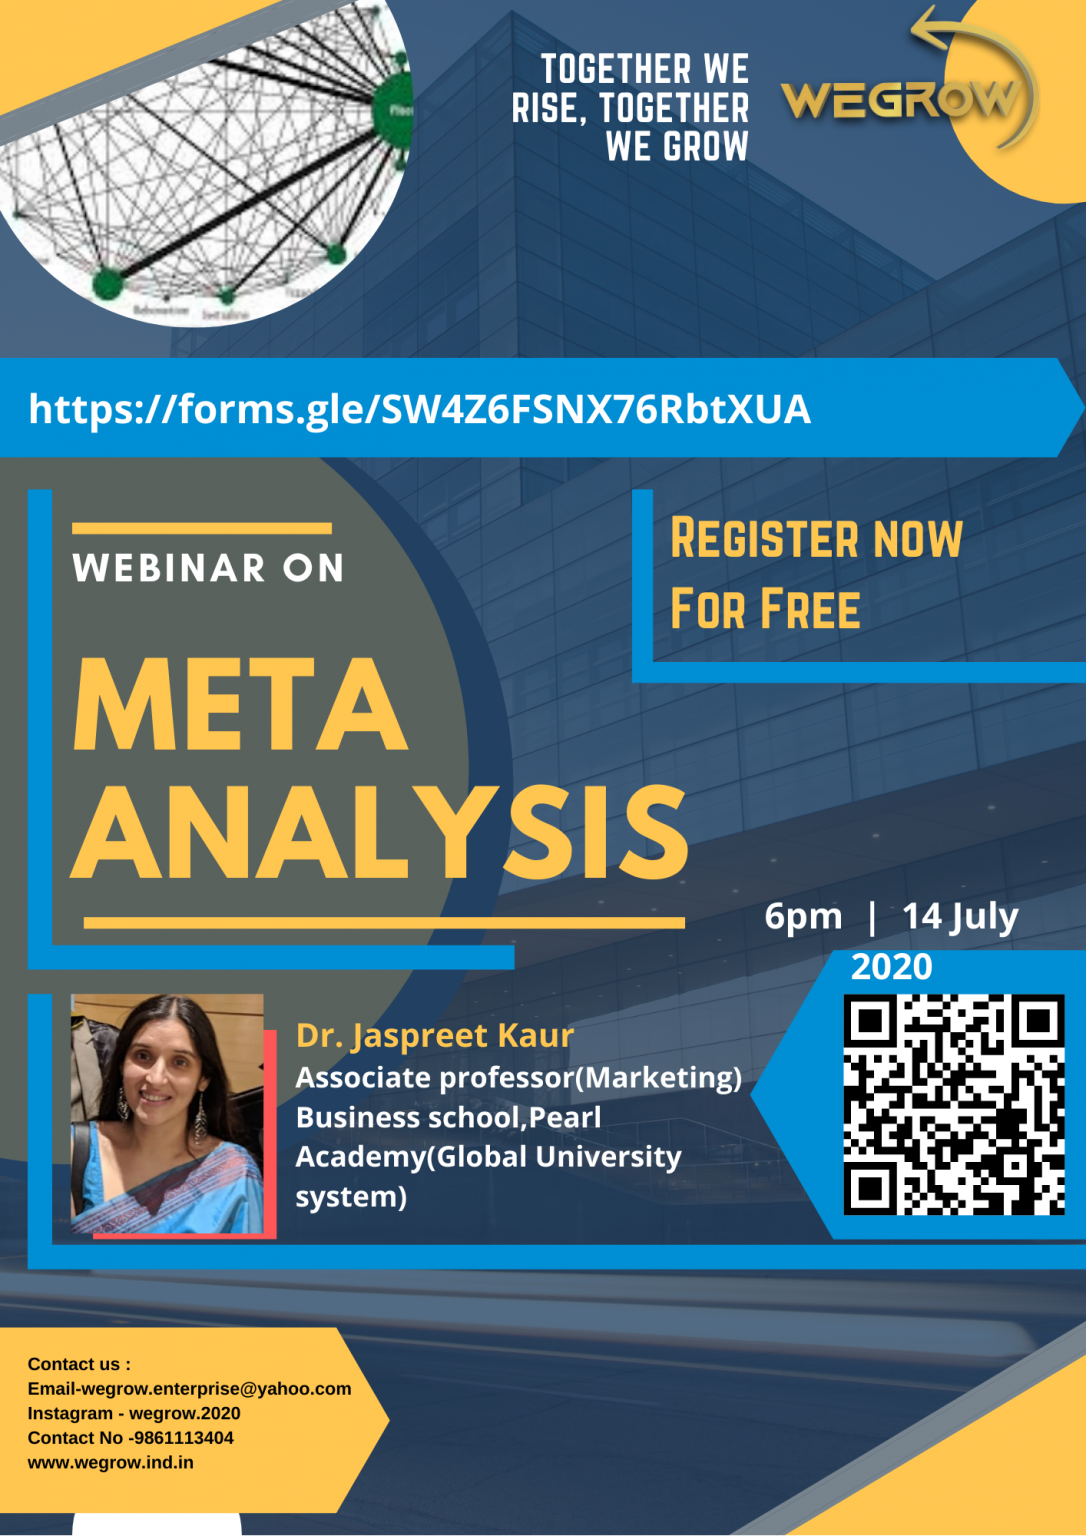 TOGETHER WE
RISE, TOGETHER
WE GROW
WEGROW
https://forms.gle/SW4Z6FSNX76RbtXUA
WEBINAR ON
META
ANALYSIS
REGISTER NOW
FOR FREE
6pm | 14 July
2020
Dr. Jaspreet Kaur
Associate professor(Marketing)
Business school,Pearl
Academy(Global University
system)
Contact us :
Email-wegrow.enterprise@yahoo.com
Instagram - wegrow.2020
Contact No -9861113404
www.wegrow.ind.in